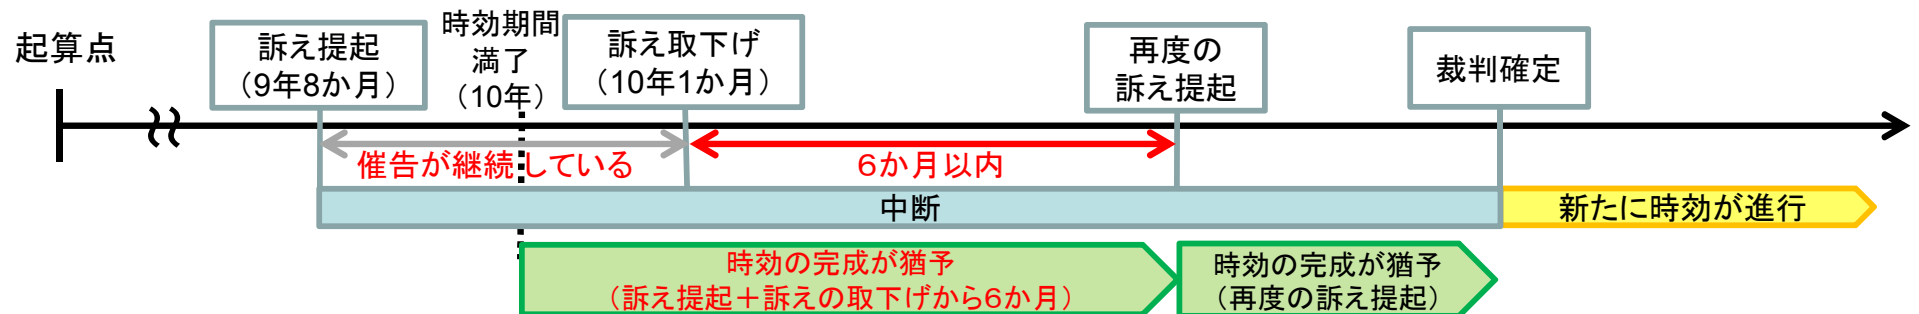 起算点
訴え提起
（9年8か月）
時効期間
満了
（10年）
訴え取下げ
（10年1か月）
再度の
訴え提起
裁判確定
催告が継続している
６か月以内
中断
新たに時効が進行
時効の完成が猶予
（訴え提起＋訴えの取下げから６か月）
時効の完成が猶予
（再度の訴え提起）